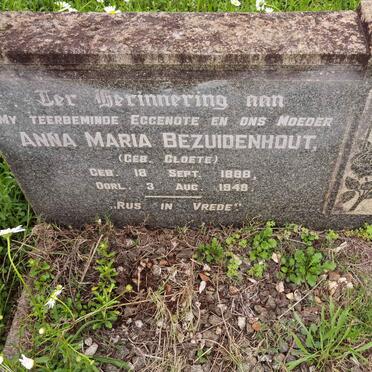 Ter Herinnering aan
My teerbeminde Eggenote en ons Moeder
Anna Maria Bezuidenhout,
(Geb. Cloete)
Geb. 18 Sept. 1888,
Oorl. 3 Aug. 1949.
„Rus in Vrede"